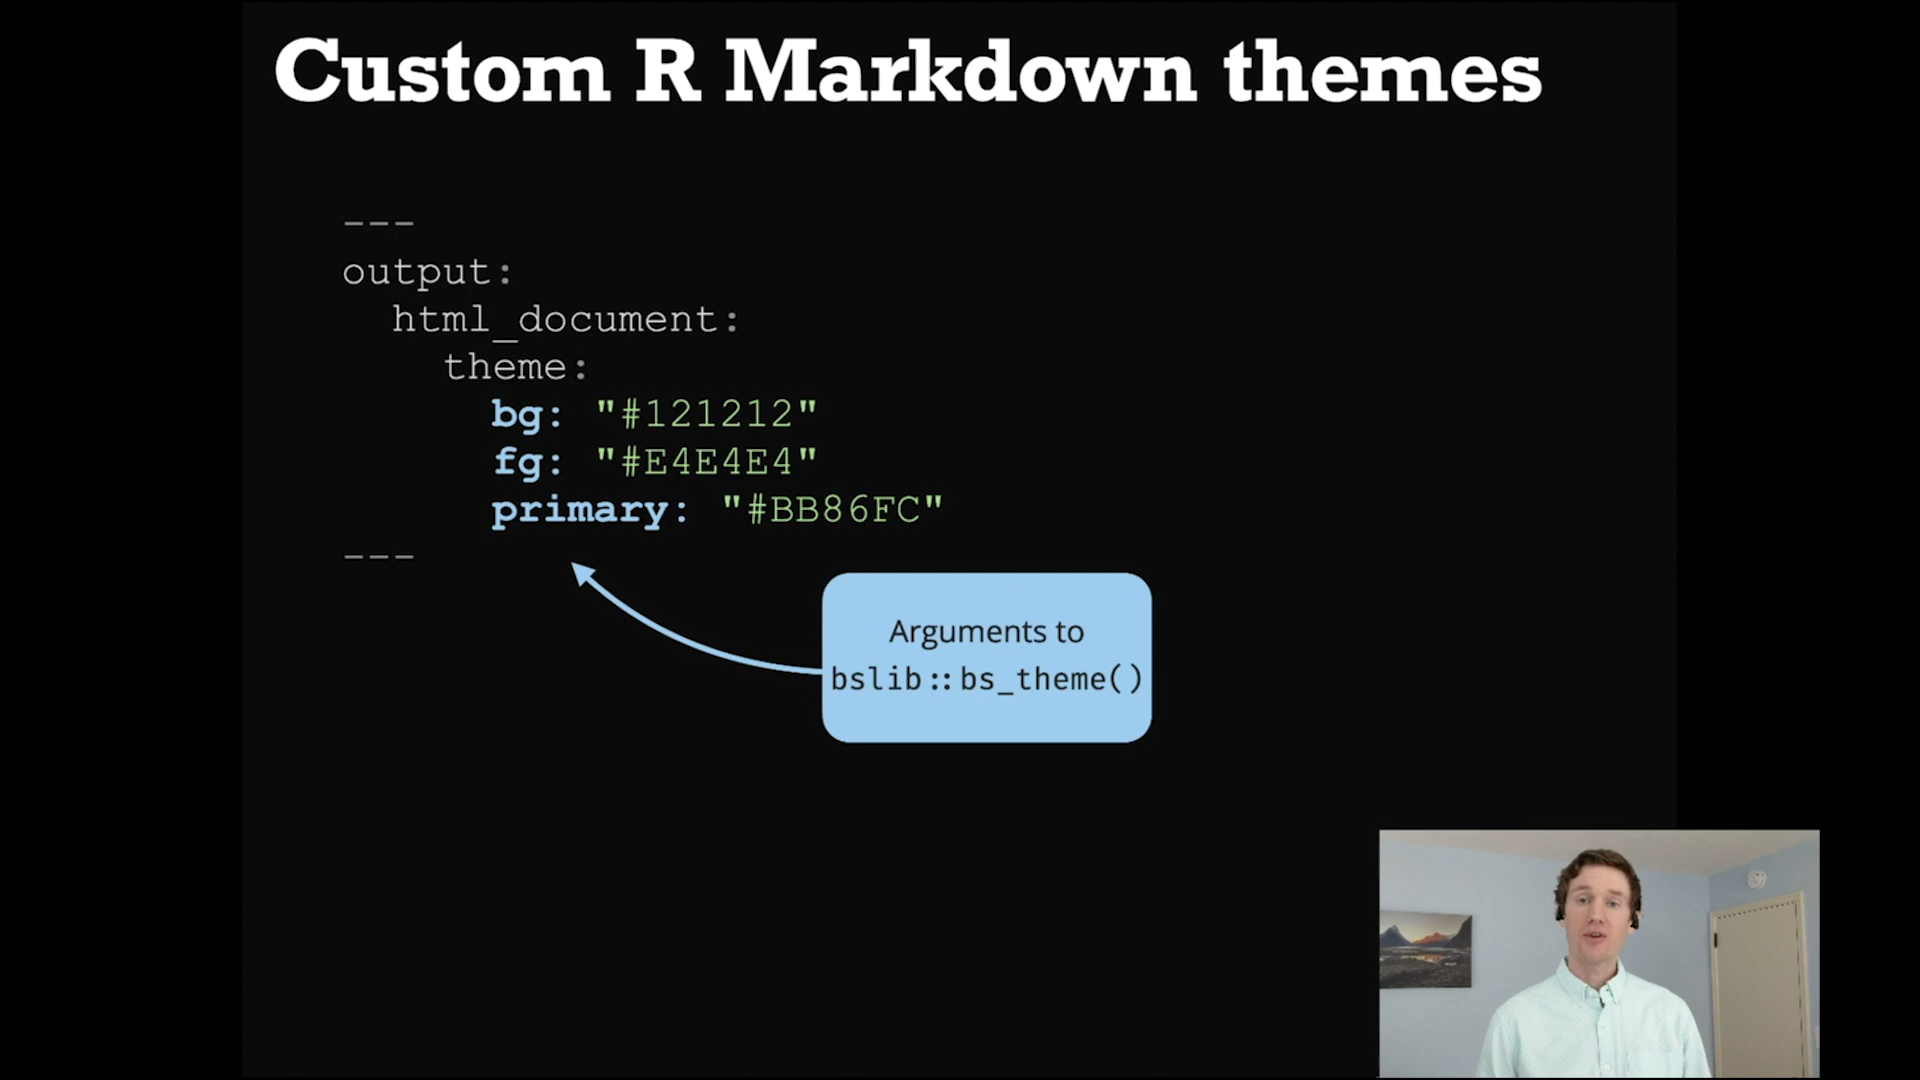 Custom R Markdown themes
---
output:
html_document:
theme:
bg: "#121212"
fg: "#E4E4E4"
primary: "#BB86FC"
---
Arguments to
bslib::bs_theme()